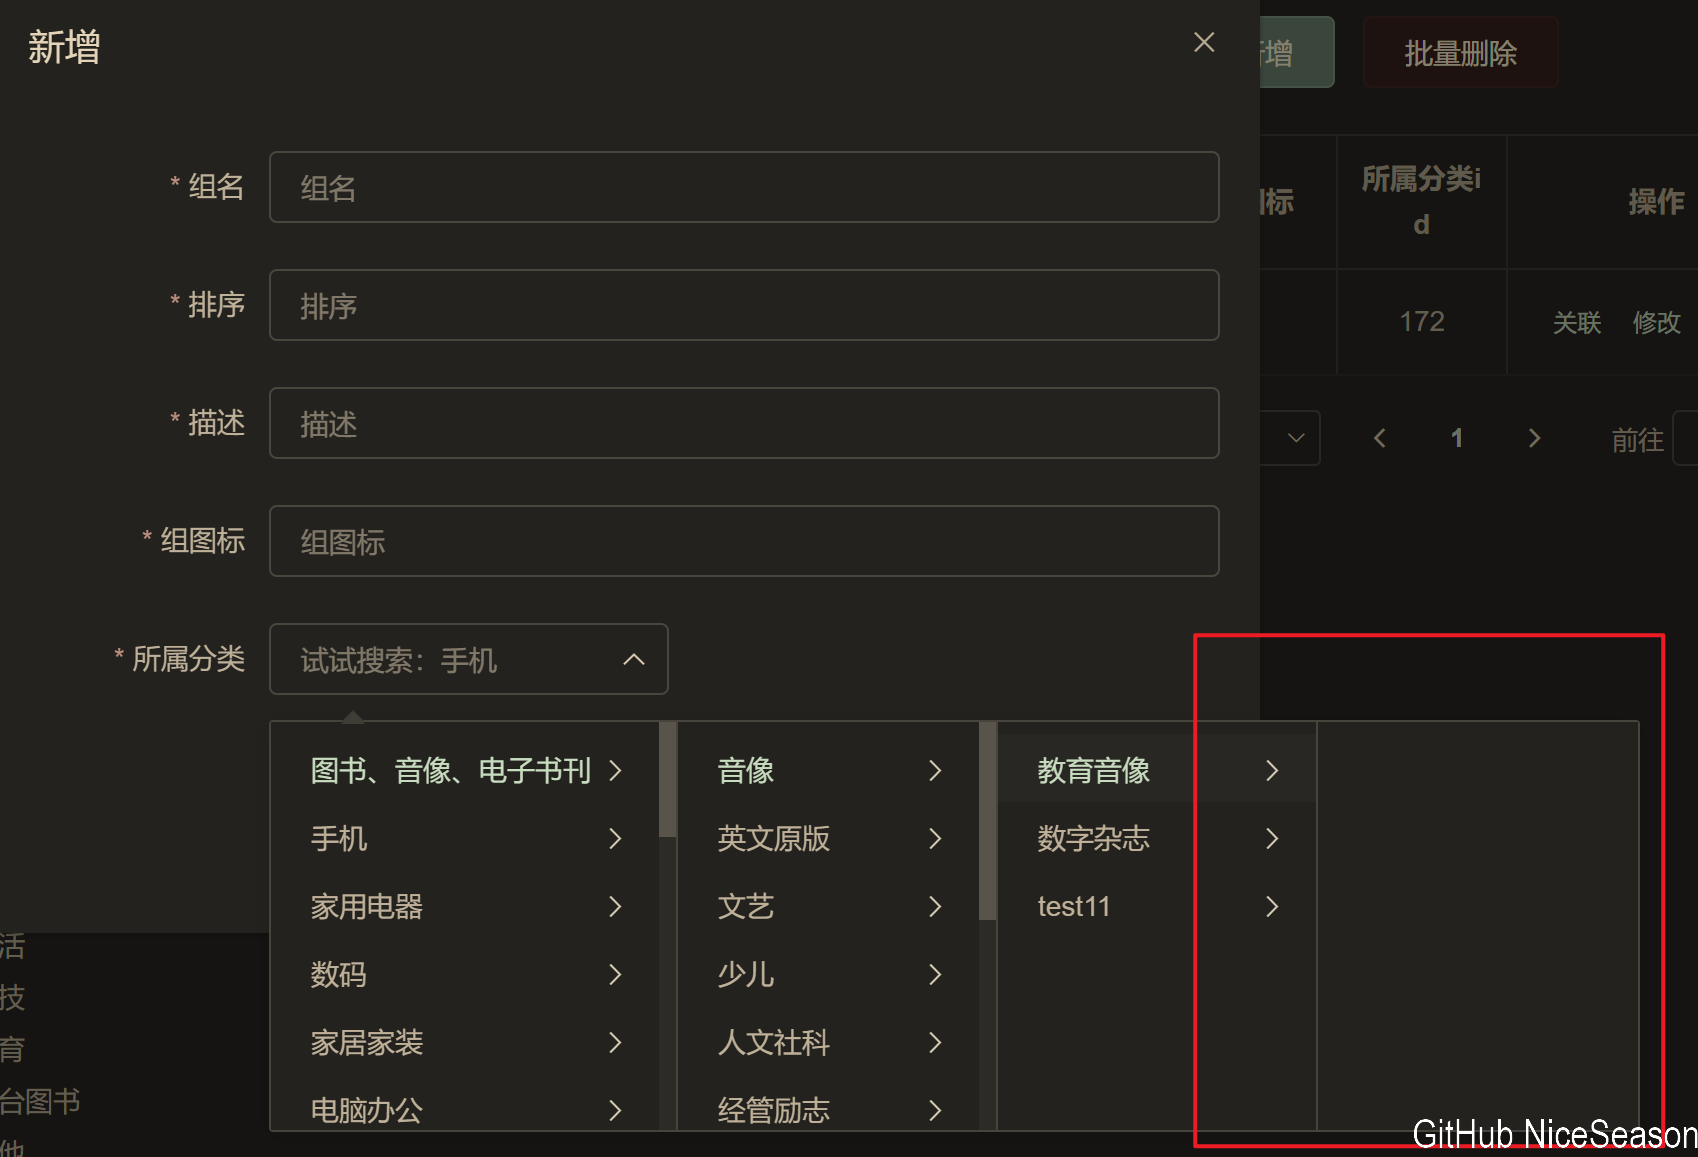 新增
增
批量删除
* 组名
组名
* 排序
排序
* 描述
描述
* 组图标
组图标
* 所属分类
试试搜索：手机
图标
所属分类i
d
操作
172
关联
修改
1
前往
图书、音像、电子书刊
手机
家用电器
数码
家居家装
电脑办公
音像
英文原版
文艺
少儿
人文社科
经管励志
教育音像
数字杂志
test11
活
技
育
台图书
他
GitHub NiceSeason